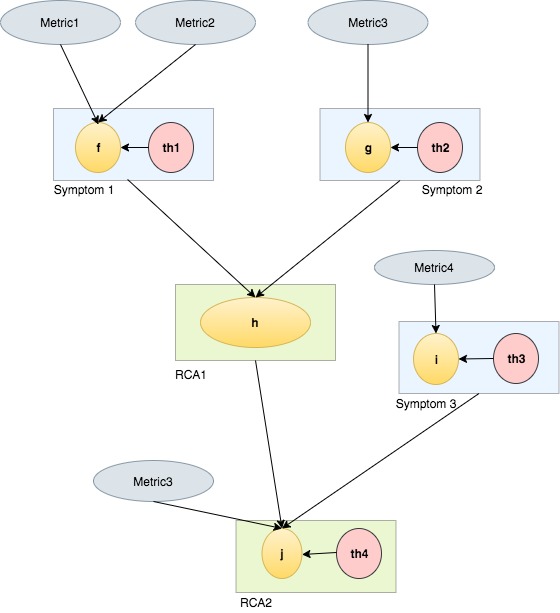 Metric1
Metric2
Metric3
f
th1
g
th2
Symptom 1
Symptom 2
Metric4
h
i
th3
RCA1
Symptom 3
Metric3
j
th4
RCA2